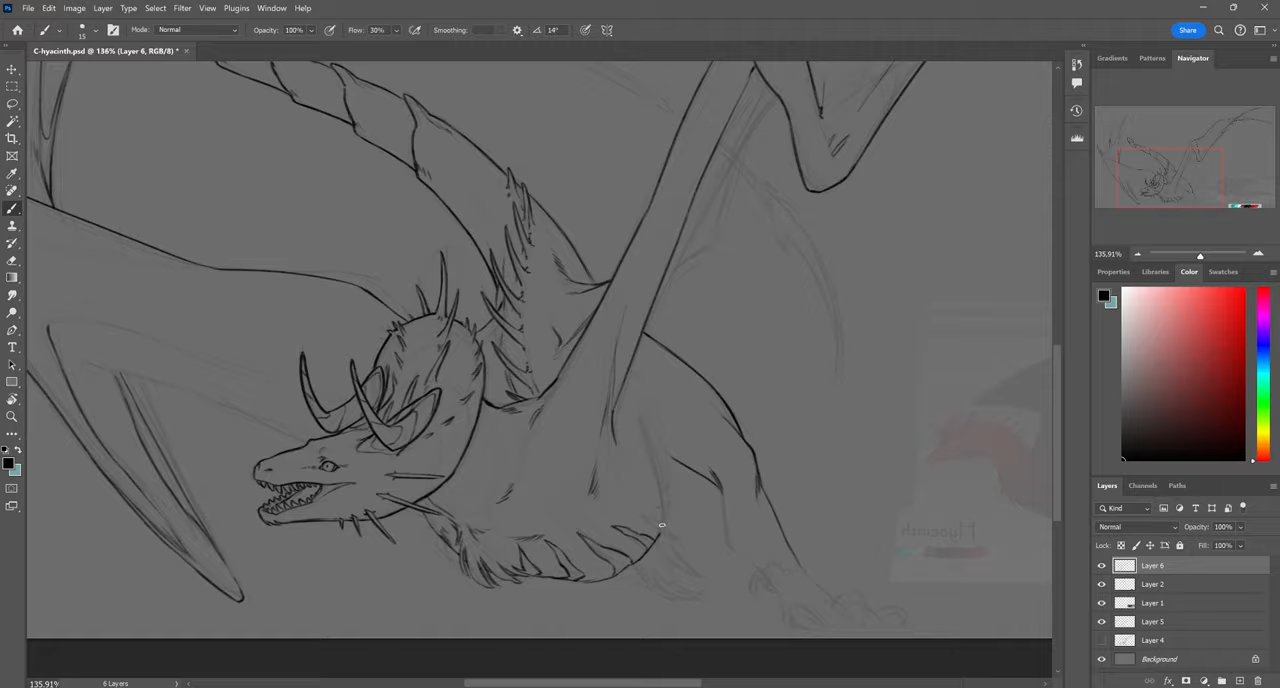 File Edit Image Layer Type Select Filter View Plugins Window Help
15 Mode: Normal Opacity: 100% Flow: 30% Smoothing: 14° Share
C-hyacinth.psd @ 136% (Layer 6, RGB/8) * ×
Gradients Patterns Navigator
135,91%
Properties Libraries Color Swatches
Hyacinth
Layers Channels Paths
Kind
Normal Opacity: 100%
Lock: Fill: 100%
Layer 6
Layer 2
Layer 1
Layer 5
Layer 4
Background
135,91% 6 Layers